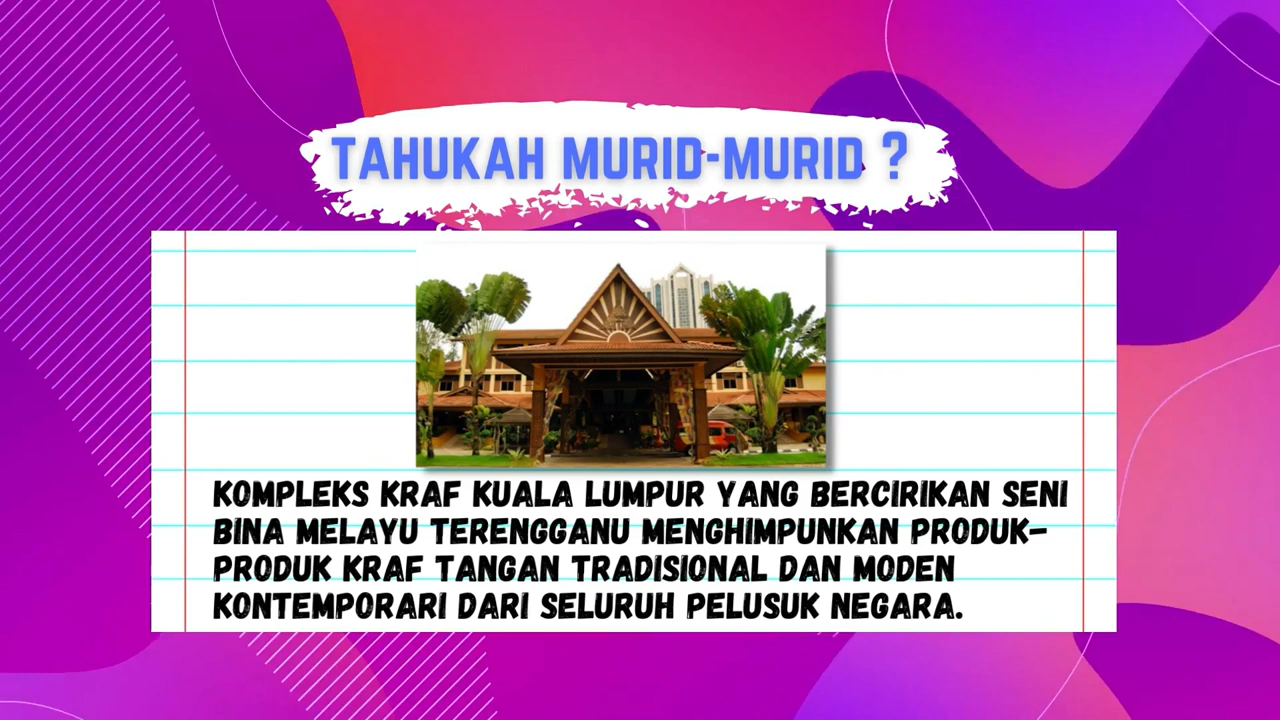 TAHUKAH MURID-MURID ?
KOMPLEKS KRAF KUALA LUMPUR YANG BERCIRIKAN SENI
BINA MELAYU TERENGGANU MENGHIMPUNKAN PRODUK-
PRODUK KRAF TANGAN TRADISIONAL DAN MODEN
KONTEMPORARI DARI SELURUH PELUSUK NEGARA.